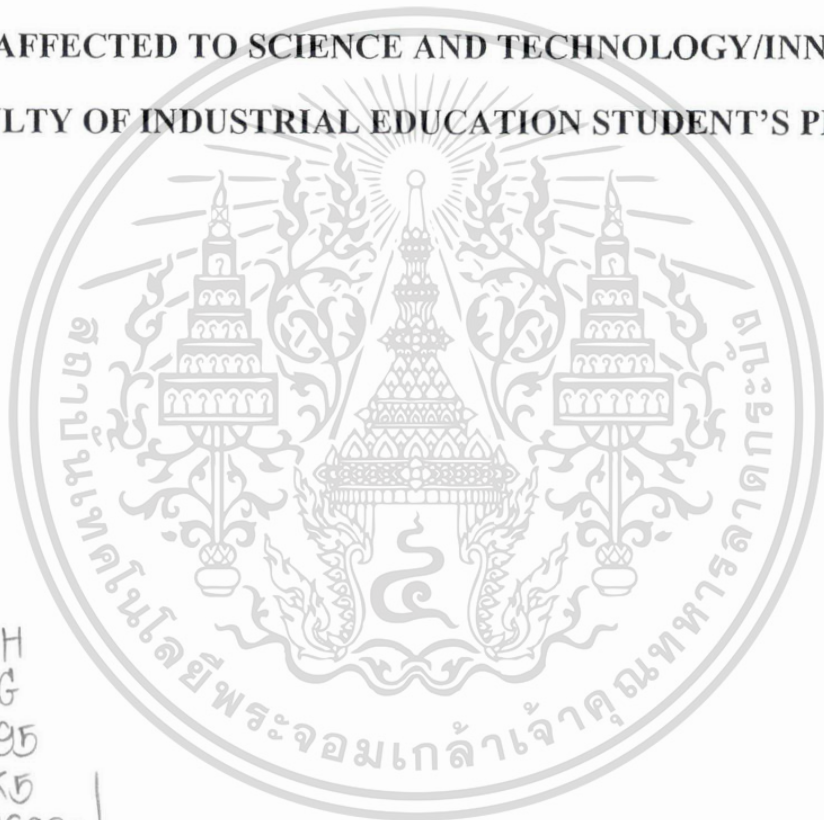 AFFECTED TO SCIENCE AND TECHNOLOGY/INN
LTY OF INDUSTRIAL EDUCATION STUDENT'S P
สถาบันเทคโนโลยีพระจอมเกล้าเจ้าคุณทหารลาดกระบัง
๔
H
G
95